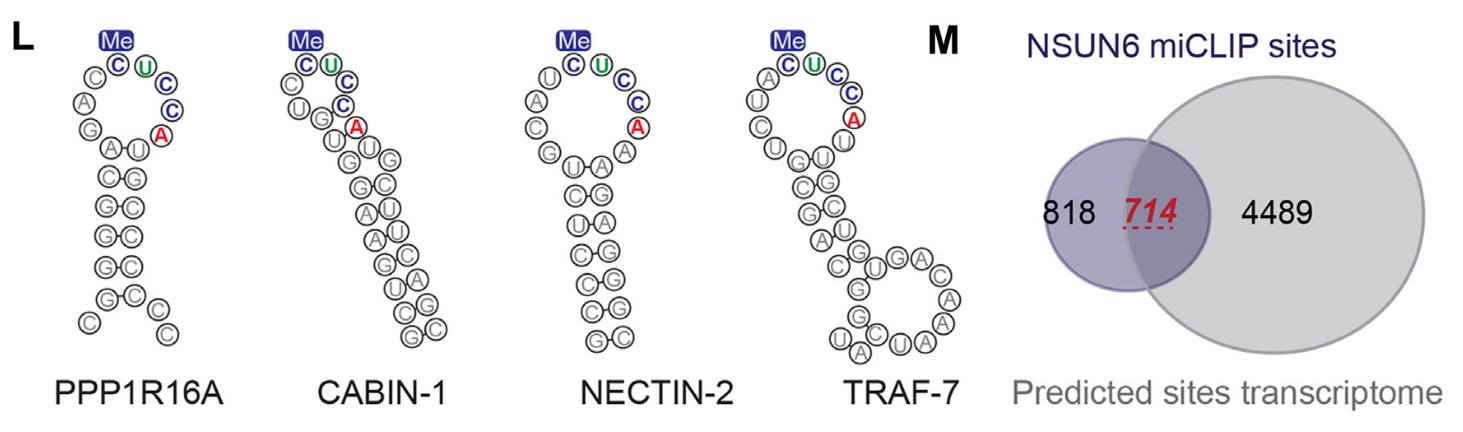 L
Me
C U C C A
C A G
A U
C G
G C
G C
G C
G C
C C C
PPP1R16A
Me
C U C C A
C U G U G G A A G U C G
U G C U U C A G C
CABIN-1
Me
C U C C A A
U A C G
U A
C G
U A
C G
C G
C G
G C
NECTIN-2
Me
C U C C A U
A U C U
G U
C G
G C
A U
C G
U G A C A A A U C
G G
U A
TRAF-7
M
NSUN6 miCLIP sites
818 714 4489
Predicted sites transcriptome